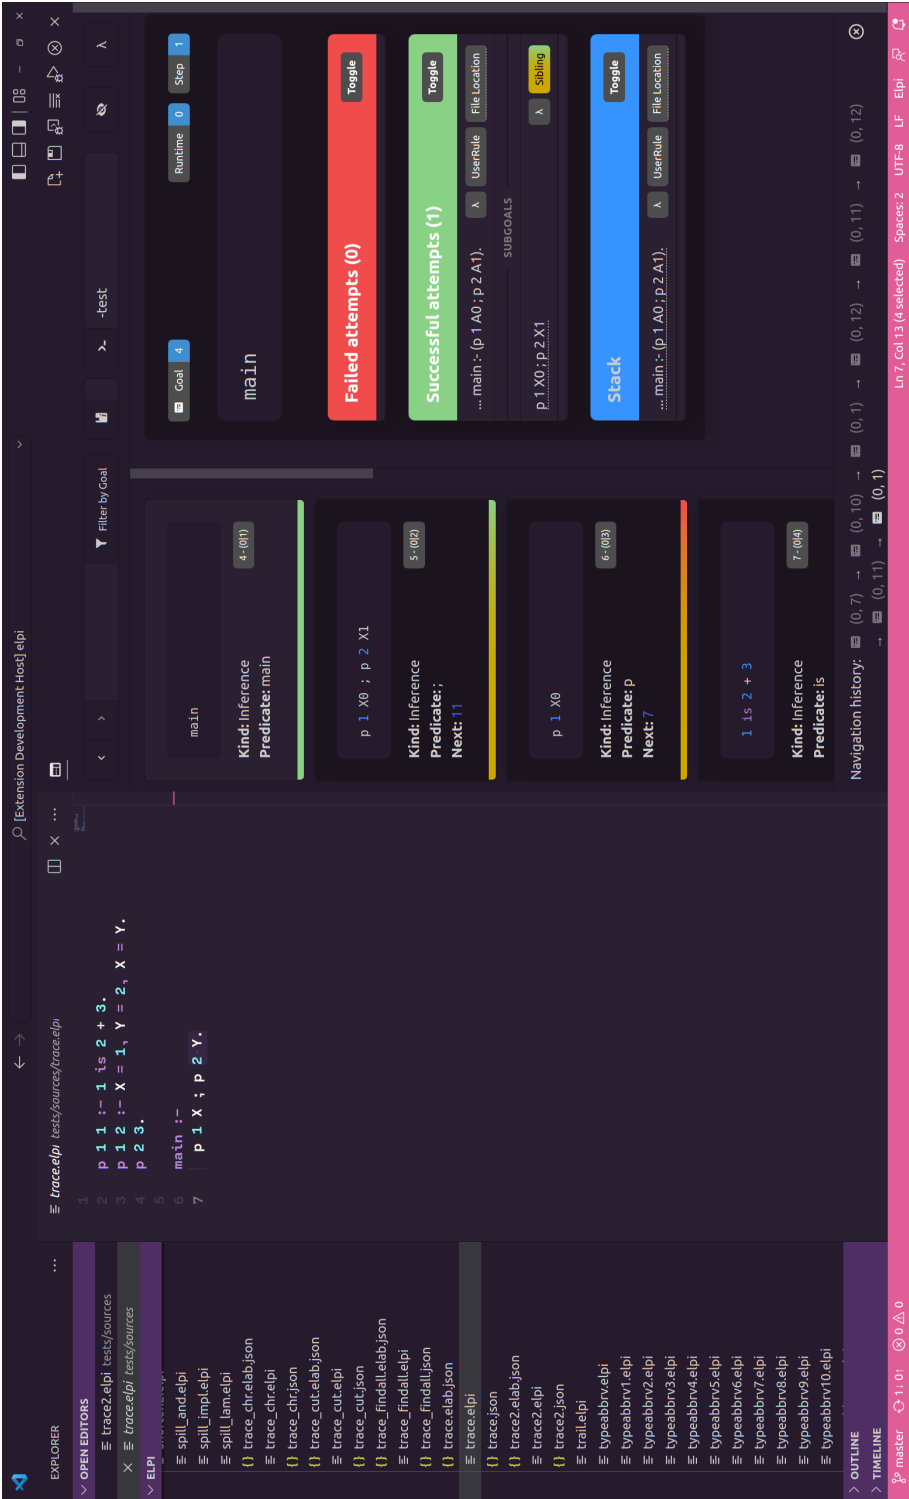 [Extension Development Host] elpi
EXPLORER
OPEN EDITORS
trace2.elpi tests/sources
trace.elpi tests/sources
ELPI
spill_and.elpi
spill_impl.elpi
spill_lam.elpi
{} trace_chr.elab.json
trace_chr.elpi
{} trace_chr.json
{} trace_cut.elab.json
trace_cut.elpi
{} trace_cut.json
{} trace_findall.elab.json
trace_findall.elpi
{} trace_findall.json
{} trace.elab.json
trace.elpi
{} trace.json
{} trace2.elab.json
trace2.elpi
{} trace2.json
trail.elpi
typeabbrv.elpi
typeabbrv1.elpi
typeabbrv2.elpi
typeabbrv3.elpi
typeabbrv4.elpi
typeabbrv5.elpi
typeabbrv6.elpi
typeabbrv7.elpi
typeabbrv8.elpi
typeabbrv9.elpi
typeabbrv10.elpi
OUTLINE
TIMELINE
trace.elpi tests/sources/trace.elpi
1
2 p 1 1 :- 1 is 2 + 3.
3 p 1 2 :- X = 1, Y = 2, X = Y.
4 p 2 3.
5
6 main :-
7 p 1 X ; p 2 Y.
Filter by Goal
>_ -test
λ
main
4 - (0|1)
Kind: Inference
Predicate: main
p 1 X0 ; p 2 X1
5 - (0|2)
Kind: Inference
Predicate: ;
Next: 11
p 1 X0
6 - (0|3)
Kind: Inference
Predicate: p
Next: 7
1 is 2 + 3
7 - (0|4)
Kind: Inference
Predicate: is
Goal 4 Runtime 0 Step 1
main
Failed attempts (0) Toggle
Successful attempts (1) Toggle
... main :- (p 1 A0 ; p 2 A1). λ UserRule File Location
SUBGOALS
p 1 X0 ; p 2 X1 λ Sibling
Stack Toggle
... main :- (p 1 A0 ; p 2 A1). λ UserRule File Location
Navigation history: (0, 7) → (0, 10) → (0, 1) → (0, 12) → (0, 11) → (0, 12)
→ (0, 11) → (0, 1)
master 1↓ 0↑ 0 0 Ln 7, Col 13 (4 selected) Spaces: 2 UTF-8 LF Elpi